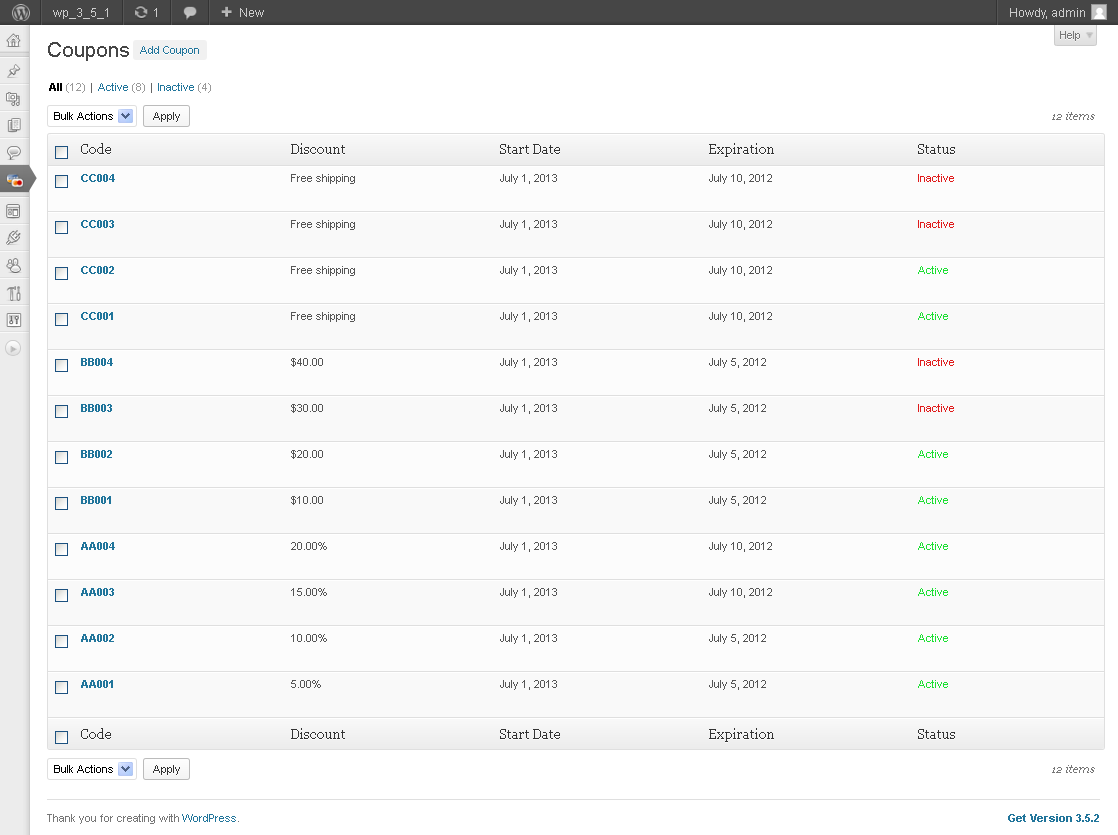 wp_3_5_1 1 New Howdy, admin
Help
Coupons Add Coupon
All (12) | Active (8) | Inactive (4)
Bulk Actions Apply 12 items
Code Discount Start Date Expiration Status
CC004 Free shipping July 1, 2013 July 10, 2012 Inactive
CC003 Free shipping July 1, 2013 July 10, 2012 Inactive
CC002 Free shipping July 1, 2013 July 10, 2012 Active
CC001 Free shipping July 1, 2013 July 10, 2012 Active
BB004 $40.00 July 1, 2013 July 5, 2012 Inactive
BB003 $30.00 July 1, 2013 July 5, 2012 Inactive
BB002 $20.00 July 1, 2013 July 5, 2012 Active
BB001 $10.00 July 1, 2013 July 5, 2012 Active
AA004 20.00% July 1, 2013 July 10, 2012 Active
AA003 15.00% July 1, 2013 July 10, 2012 Active
AA002 10.00% July 1, 2013 July 5, 2012 Active
AA001 5.00% July 1, 2013 July 5, 2012 Active
Code Discount Start Date Expiration Status
Bulk Actions Apply 12 items
Thank you for creating with WordPress. Get Version 3.5.2